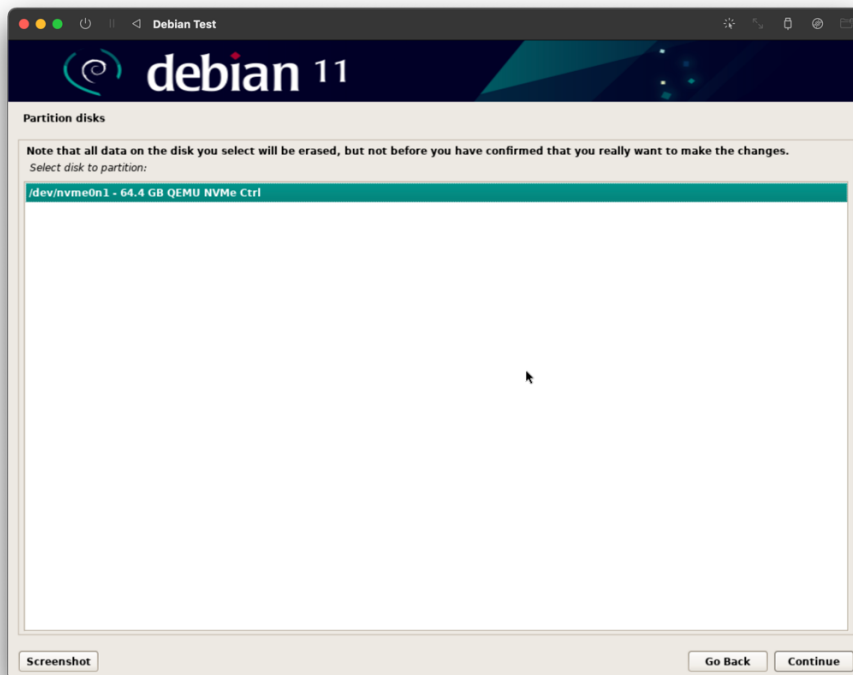 Debian Test
debian 11
Partition disks
Note that all data on the disk you select will be erased, but not before you have confirmed that you really want to make the changes.
Select disk to partition:
/dev/nvme0n1 - 64.4 GB QEMU NVMe Ctrl
Screenshot
Go Back
Continue